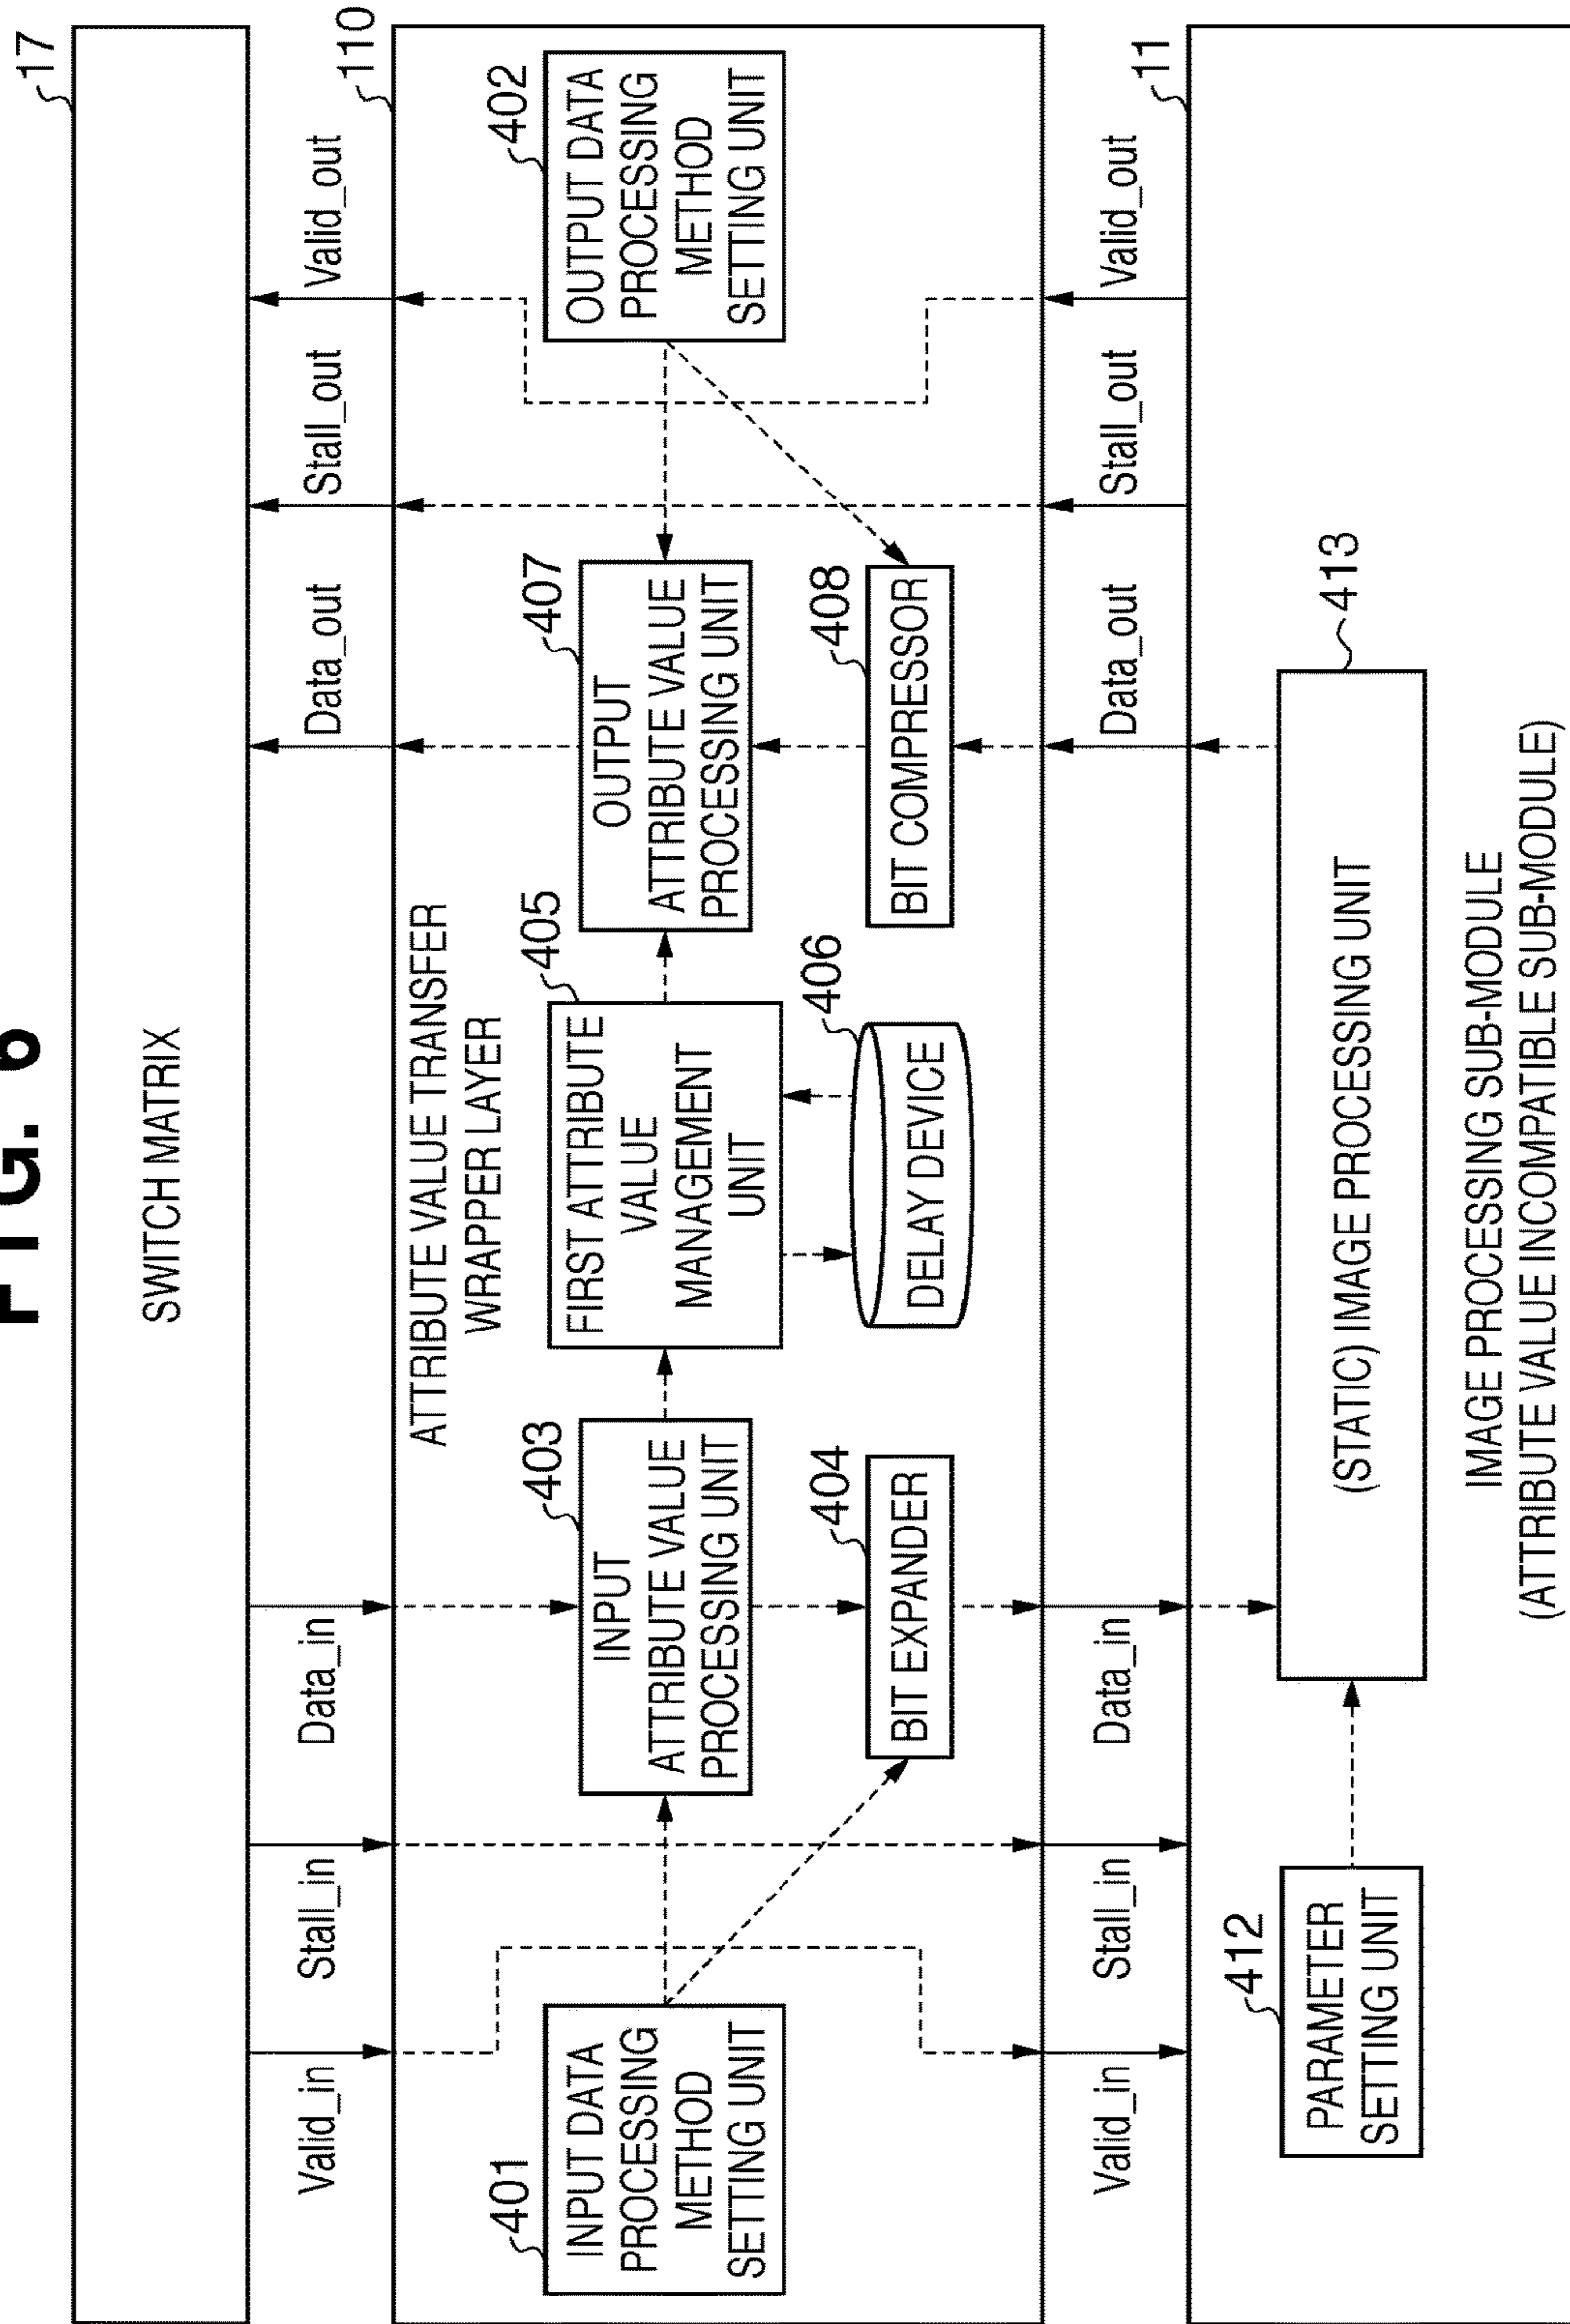 FIG. 6
17
SWITCH MATRIX
Valid_in
Stall_in
Data_in
Data_out
Stall_out
Valid_out
110
ATTRIBUTE VALUE TRANSFER
WRAPPER LAYER
401
INPUT DATA
PROCESSING
METHOD
SETTING UNIT
403
INPUT
ATTRIBUTE VALUE
PROCESSING UNIT
404
BIT EXPANDER
405
FIRST ATTRIBUTE
VALUE
MANAGEMENT
UNIT
406
DELAY DEVICE
407
OUTPUT
ATTRIBUTE VALUE
PROCESSING UNIT
408
BIT COMPRESSOR
402
OUTPUT DATA
PROCESSING
METHOD
SETTING UNIT
Valid_in
Stall_in
Data_in
Data_out
Stall_out
Valid_out
11
412
PARAMETER
SETTING UNIT
413
(STATIC) IMAGE PROCESSING UNIT
IMAGE PROCESSING SUB-MODULE
(ATTRIBUTE VALUE INCOMPATIBLE SUB-MODULE)